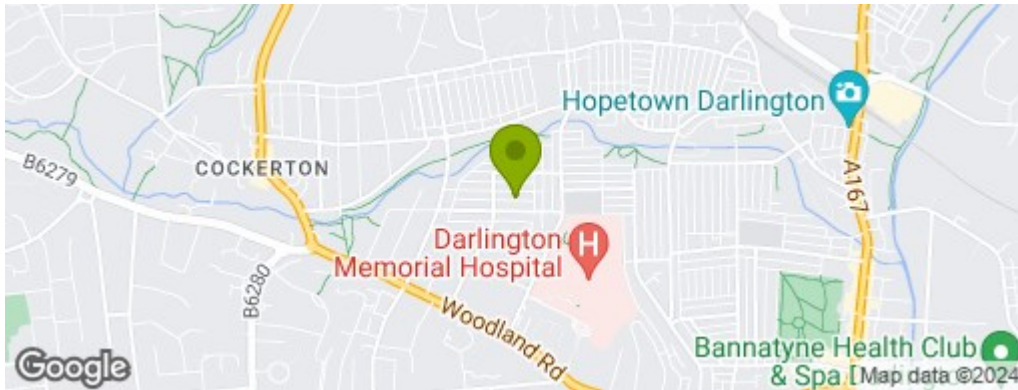 Hopetown Darlington
B6279
COCKERTON
A167
Darlington
Memorial Hospital
H
B6280
Woodland Rd
Bannatyne Health Club
& Spa [
Google
Map data ©2024